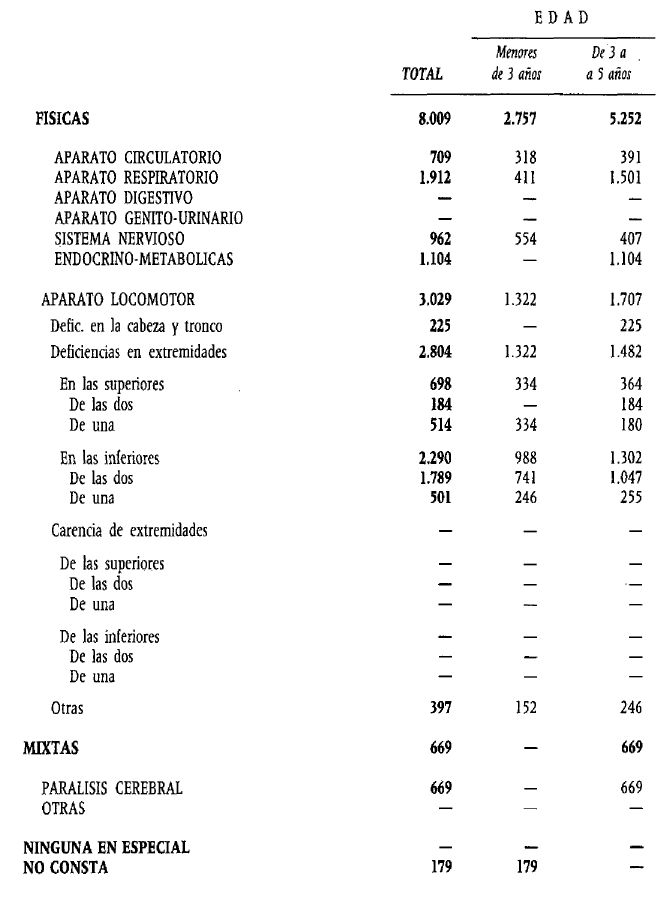 E D A D
Menores De 3 a
TOTAL de 3 años a 5 años
FISICAS 8.009 2.757 5.252
APARATO CIRCULATORIO 709 318 391
APARATO RESPIRATORIO 1.912 411 1.501
APARATO DIGESTIVO — — —
APARATO GENITO-URINARIO — — —
SISTEMA NERVIOSO 962 554 407
ENDOCRINO-METABOLICAS 1.104 — 1.104
APARATO LOCOMOTOR 3.029 1.322 1.707
Defic. en la cabeza y tronco 225 — 225
Deficiencias en extremidades 2.804 1.322 1.482
En las superiores 698 334 364
De las dos 184 — 184
De una 514 334 180
En las inferiores 2.290 988 1.302
De las dos 1.789 741 1.047
De una 501 246 255
Carencia de extremidades — — —
De las superiores — — —
De las dos — — —
De una — — —
De las inferiores — — —
De las dos — — —
De una — — —
Otras 397 152 246
MIXTAS 669 — 669
PARALISIS CEREBRAL 669 — 669
OTRAS — — —
NINGUNA EN ESPECIAL — — —
NO CONSTA 179 179 —